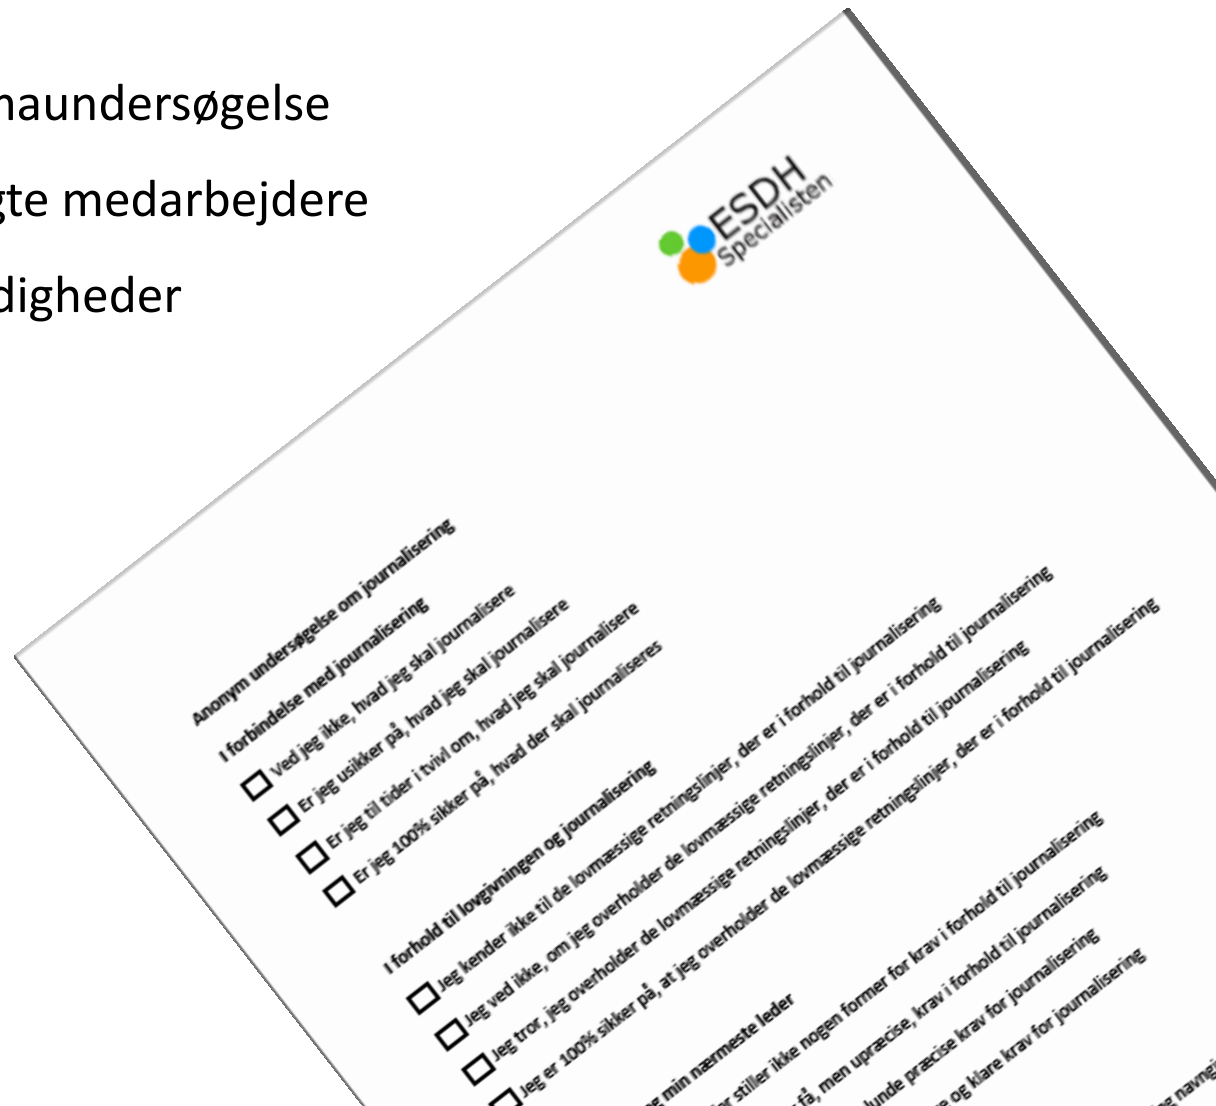 naundersøgelse
gte medarbejdere
digheder
ESDH
Specialisten
Anonym undersøgelse om journalisering
I forbindelse med journalisering
Ved jeg ikke, hvad jeg skal journalisere
Er jeg usikker på, hvad jeg skal journalisere
Er jeg til tider i tvivl om, hvad jeg skal journalisere
Er jeg 100% sikker på, hvad der skal journaliseres
I forhold til lovgivningen og journalisering
Jeg kender ikke til de lovmæssige retningslinjer, der er i forhold til journalisering
Jeg ved ikke, om jeg overholder de lovmæssige retningslinjer, der er i forhold til journalisering
Jeg tror, jeg overholder de lovmæssige retningslinjer, der er i forhold til journalisering
Jeg er 100% sikker på, at jeg overholder de lovmæssige retningslinjer, der er i forhold til journalisering
g min nærmeste leder
stiller ikke nogen former for krav i forhold til journalisering
få, men upræcise, krav i forhold til journalisering
lunde præcise krav for journalisering
og klare krav for journalisering